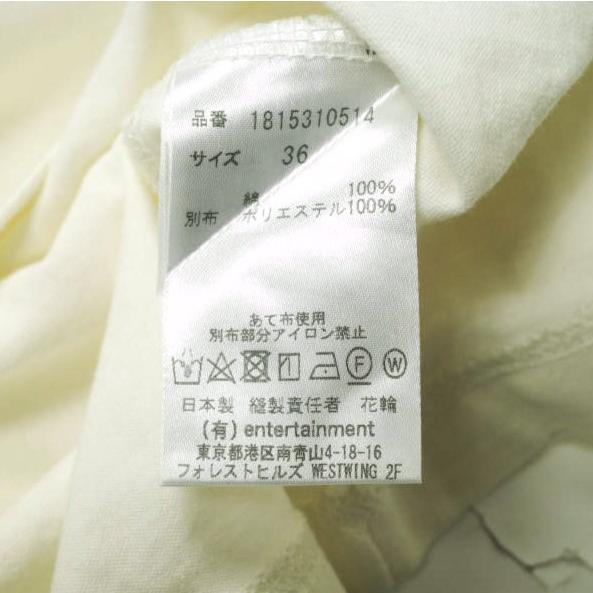 品番 1815310514
サイズ 36
綿 100%
別布 ポリエステル100%
あて布使用
別布部分アイロン禁止
F W
日本製 縫製責任者 花輪
(有) entertainment
東京都港区南青山4-18-16
フォレストヒルズ WESTWING 2F